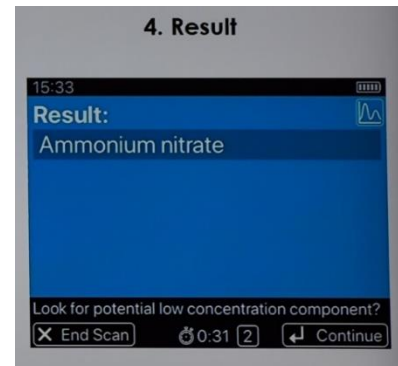 4. Result
15:33
Result:
Ammonium nitrate
Look for potential low concentration component?
X End Scan 0:31 2 Continue